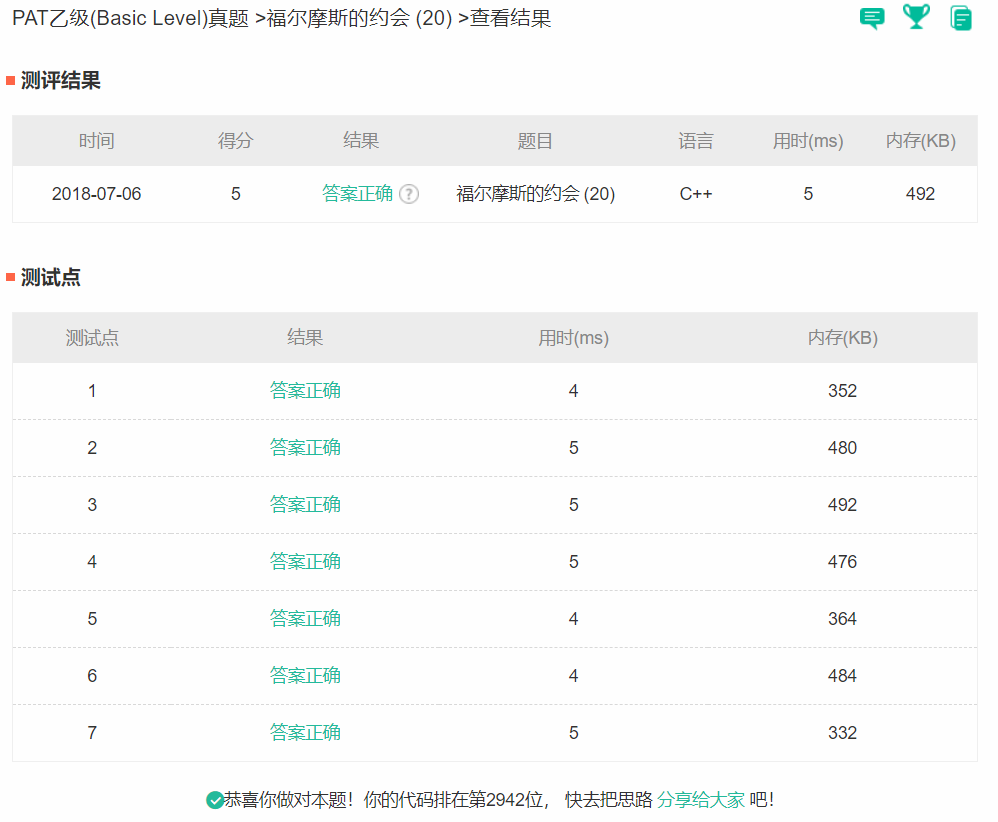 PAT乙级(Basic Level)真题 >福尔摩斯的约会 (20) >查看结果
测评结果
时间 得分 结果 题目 语言 用时(ms) 内存(KB)
2018-07-06 5 答案正确 ? 福尔摩斯的约会 (20) C++ 5 492
测试点
测试点 结果 用时(ms) 内存(KB)
1 答案正确 4 352
2 答案正确 5 480
3 答案正确 5 492
4 答案正确 5 476
5 答案正确 4 364
6 答案正确 4 484
7 答案正确 5 332
恭喜你做对本题！你的代码排在第2942位， 快去把思路 分享给大家 吧！